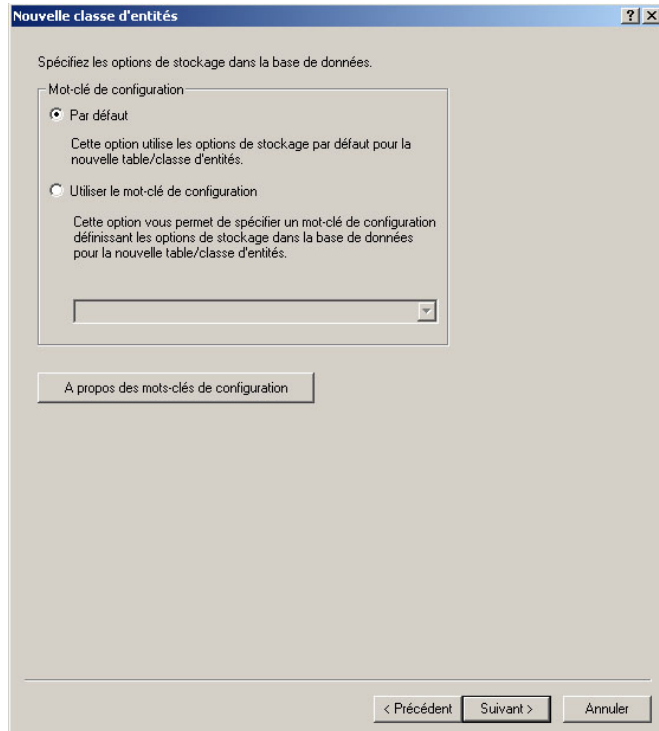 Nouvelle classe d'entités
Spécifiez les options de stockage dans la base de données.
Mot-clé de configuration
Par défaut
Cette option utilise les options de stockage par défaut pour la
nouvelle table/classe d'entités.
Utiliser le mot-clé de configuration
Cette option vous permet de spécifier un mot-clé de configuration
définissant les options de stockage dans la base de données
pour la nouvelle table/classe d'entités.
A propos des mots-clés de configuration
< Précédent Suivant > Annuler